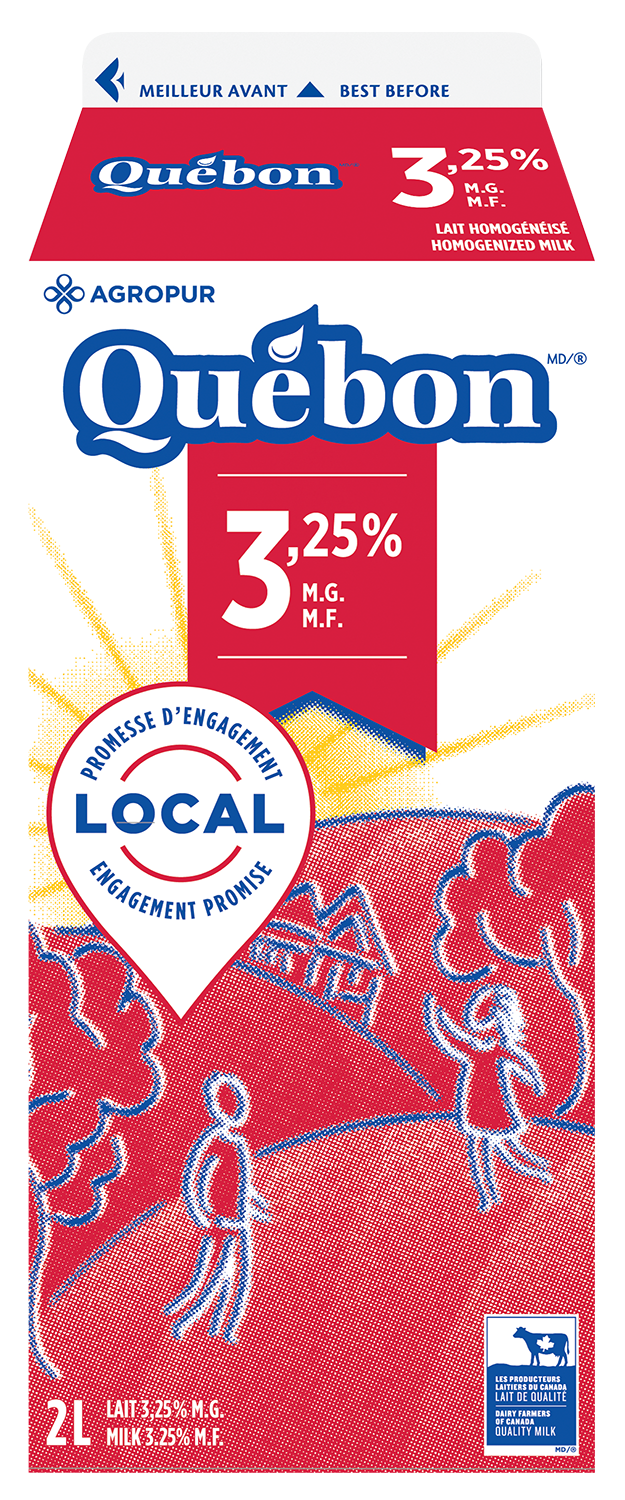 MEILLEUR AVANT ▲ BEST BEFORE
Québon
3,25%
M.G.
M.F.
LAIT HOMOGÉNÉISÉ
HOMOGENIZED MILK
AGROPUR
Québon MD/®
3,25%
M.G.
M.F.
PROMESSE D'ENGAGEMENT
LOCAL
ENGAGEMENT PROMISE
2L
LAIT 3,25% M.G.
MILK 3.25% M.F.
LES PRODUCTEURS
LAITIERS DU CANADA
LAIT DE QUALITÉ
DAIRY FARMERS
OF CANADA
QUALITY MILK
MD/®